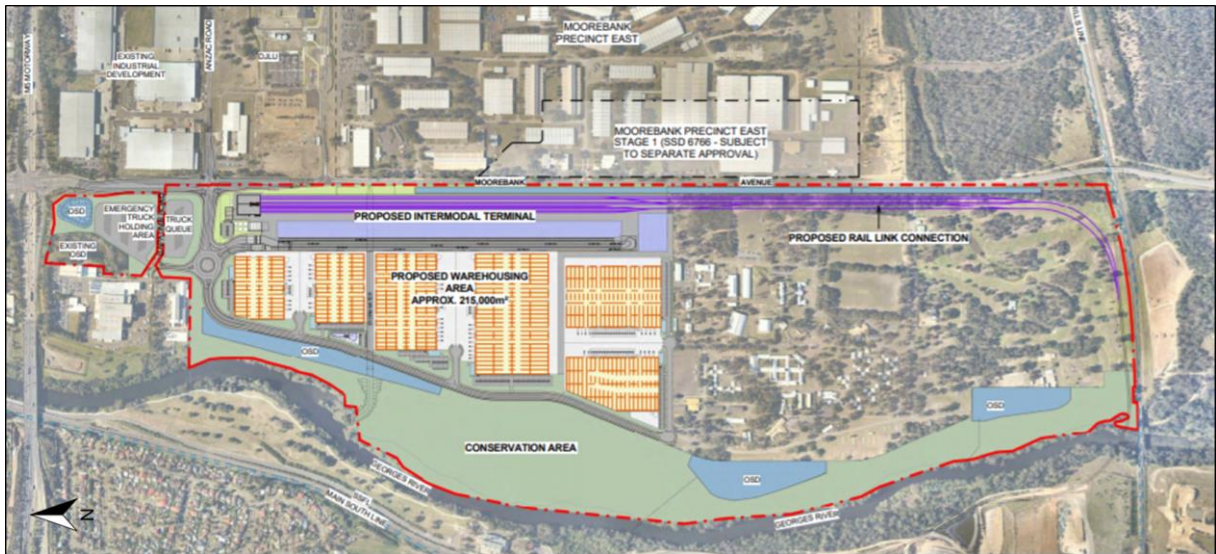 MOOREBANK
PRECINCT EAST
M5 MOTORWAY
ANZAC ROAD
EXISTING
INDUSTRIAL
DEVELOPMENT
DJLU
MOOREBANK PRECINCT EAST
STAGE 1 (SSD 6766 - SUBJECT
TO SEPARATE APPROVAL)
MOOREBANK
AVENUE
OSD
EMERGENCY
TRUCK
HOLDING
AREA
TRUCK
QUEUE
EXISTING
OSD
PROPOSED INTERMODAL TERMINAL
PROPOSED RAIL LINK CONNECTION
PROPOSED WAREHOUSING
AREA
APPROX. 215,000m²
OSD
OSD
CONSERVATION AREA
OSD
GEORGES RIVER
SSFL
MAIN SOUTH LINE
GEORGES RIVER
N